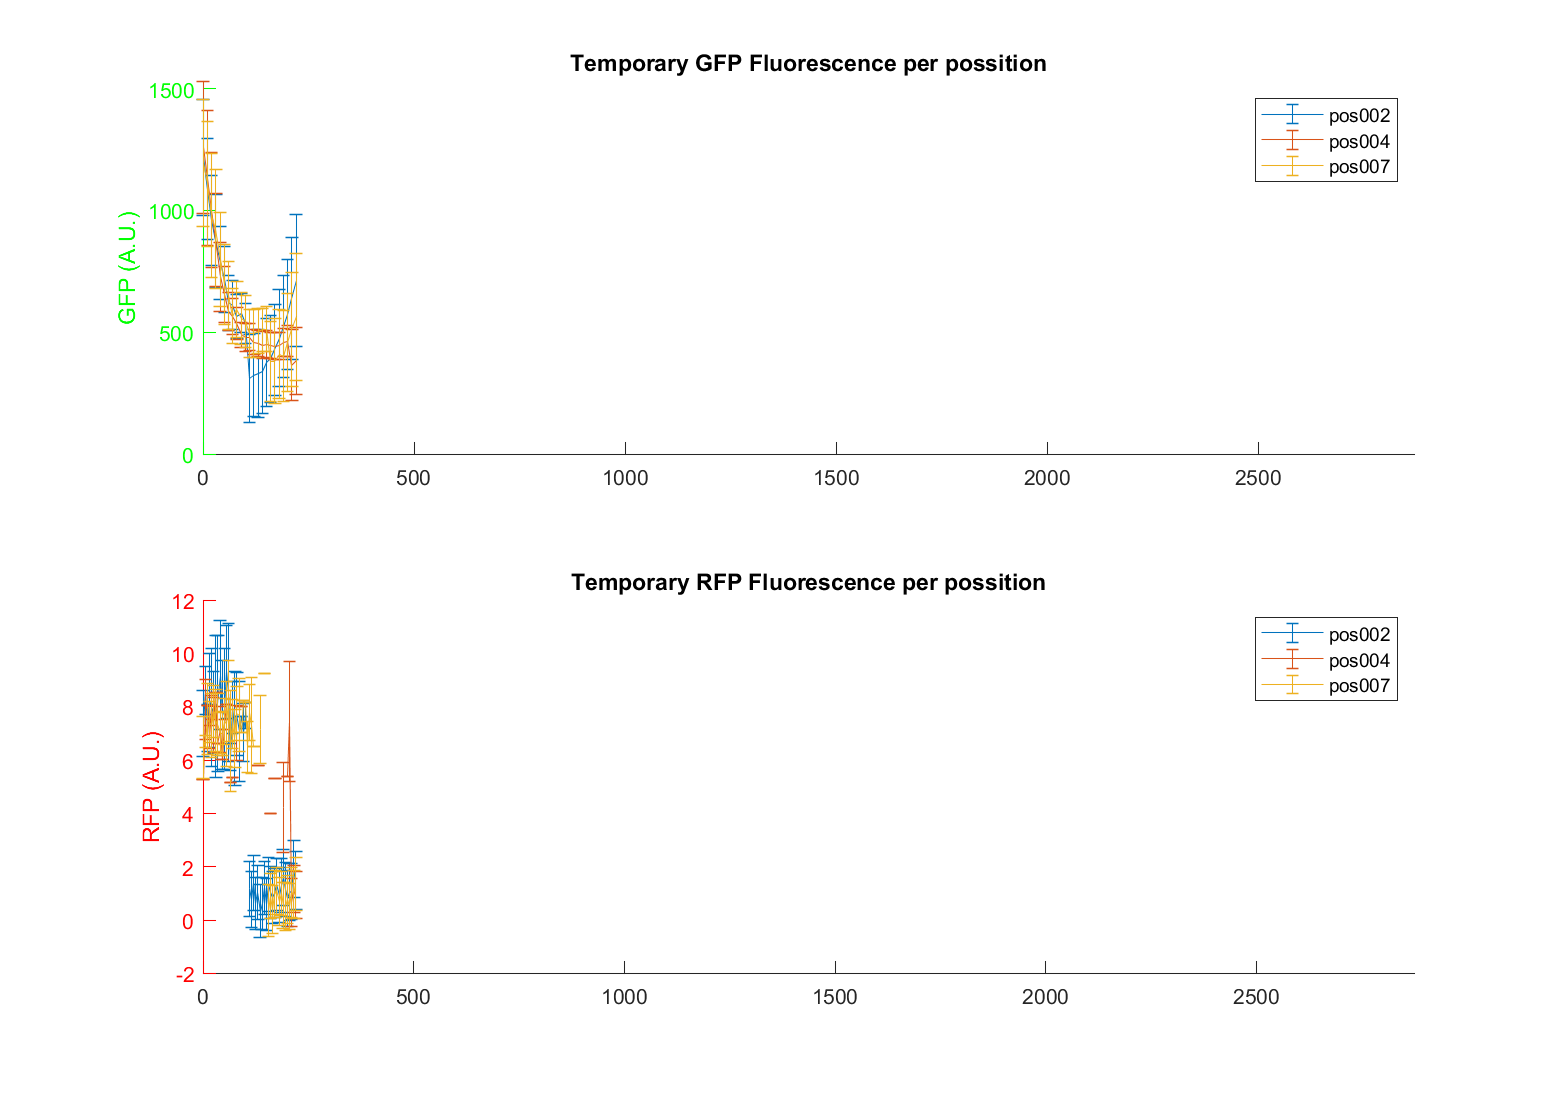 Temporary GFP Fluorescence per possition
GFP (A.U.)
1500
1000
500
0
0 500 1000 1500 2000 2500
pos002
pos004
pos007
Temporary RFP Fluorescence per possition
RFP (A.U.)
12
10
8
6
4
2
0
-2
0 500 1000 1500 2000 2500
pos002
pos004
pos007